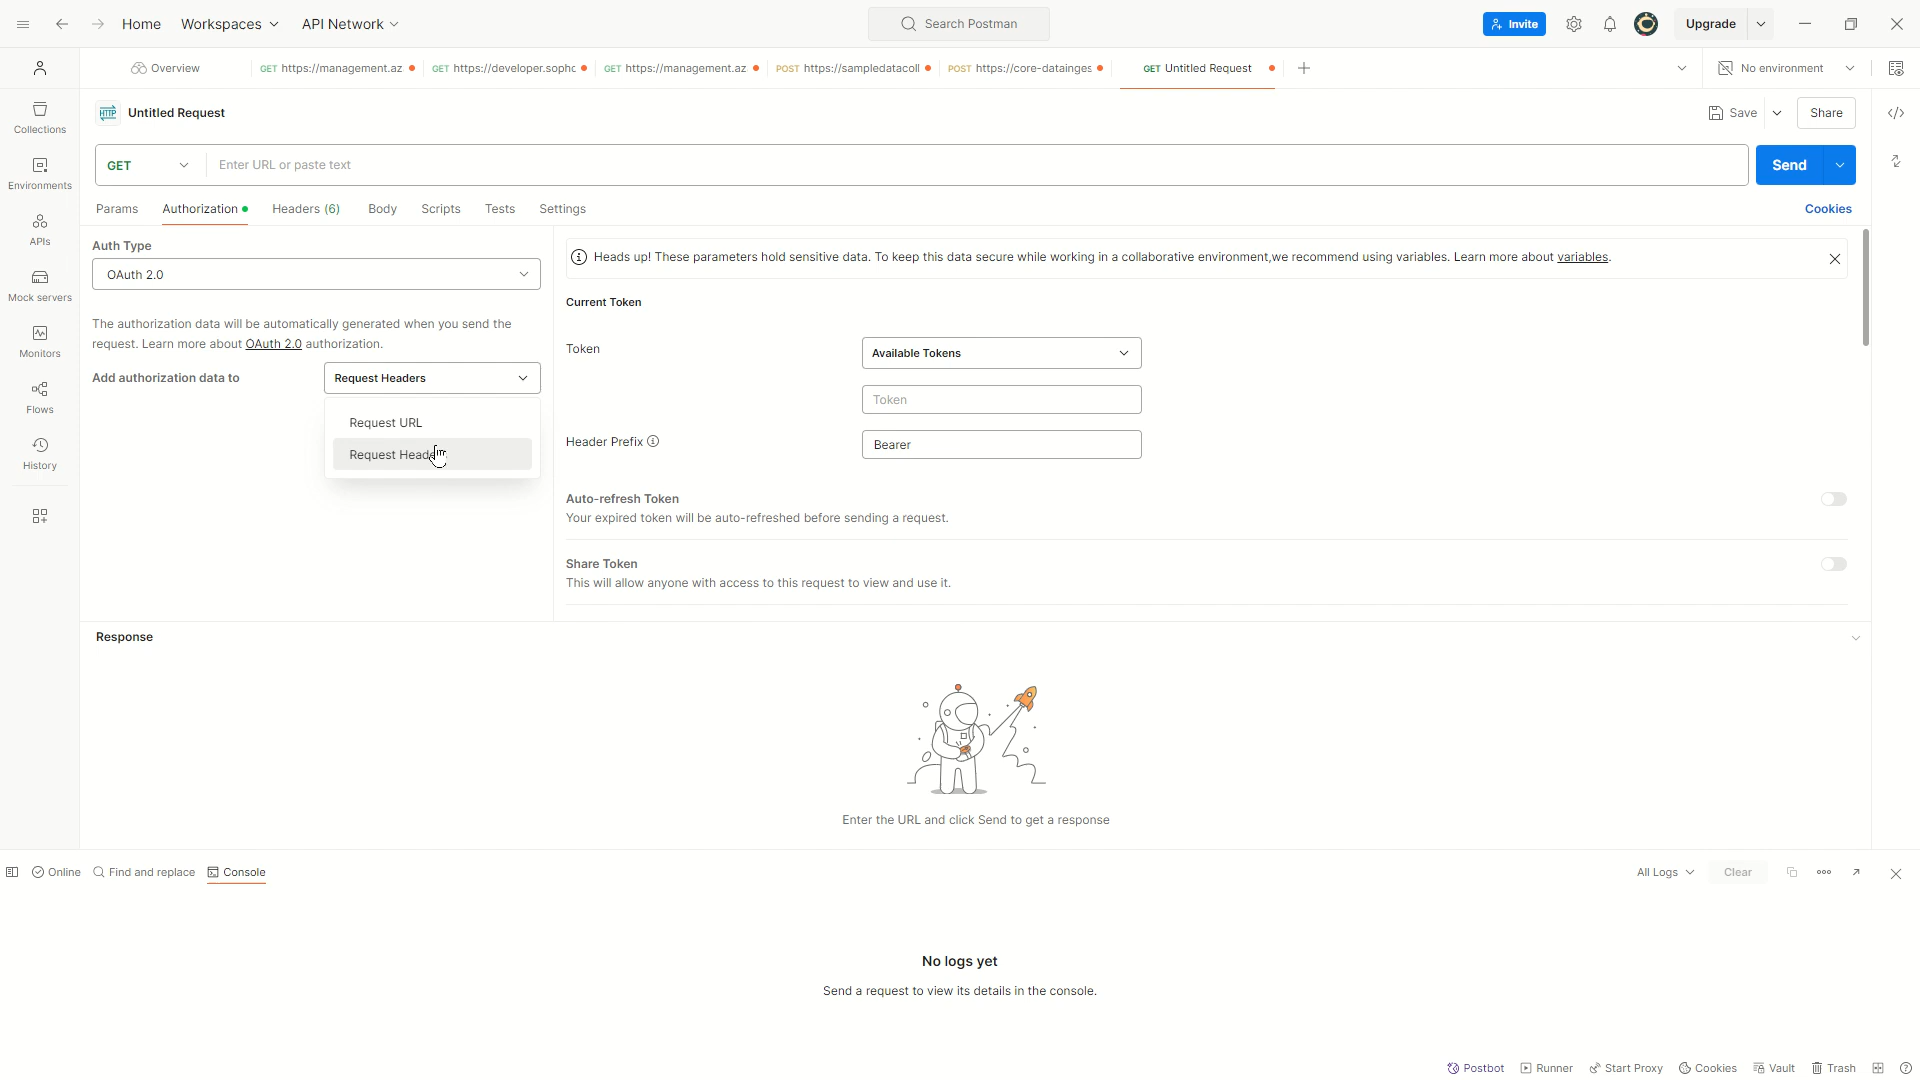 Home Workspaces API Network Search Postman Invite Upgrade
Overview GET https://management.az GET https://developer.sophc GET https://management.az POST https://sampledatacoll POST https://core-datainges GET Untitled Request No environment
HTTP Untitled Request Save Share
GET Enter URL or paste text Send
Params Authorization Headers (6) Body Scripts Tests Settings Cookies
Collections
Environments
APIs
Mock servers
Monitors
Flows
History
Auth Type
OAuth 2.0
The authorization data will be automatically generated when you send the
request. Learn more about OAuth 2.0 authorization.
Add authorization data to Request Headers
Request URL
Request Heade
Heads up! These parameters hold sensitive data. To keep this data secure while working in a collaborative environment,we recommend using variables. Learn more about variables.
Current Token
Token Available Tokens
Token
Header Prefix Bearer
Auto-refresh Token
Your expired token will be auto-refreshed before sending a request.
Share Token
This will allow anyone with access to this request to view and use it.
Response
Enter the URL and click Send to get a response
Online Find and replace Console All Logs Clear
No logs yet
Send a request to view its details in the console.
Postbot Runner Start Proxy Cookies Vault Trash